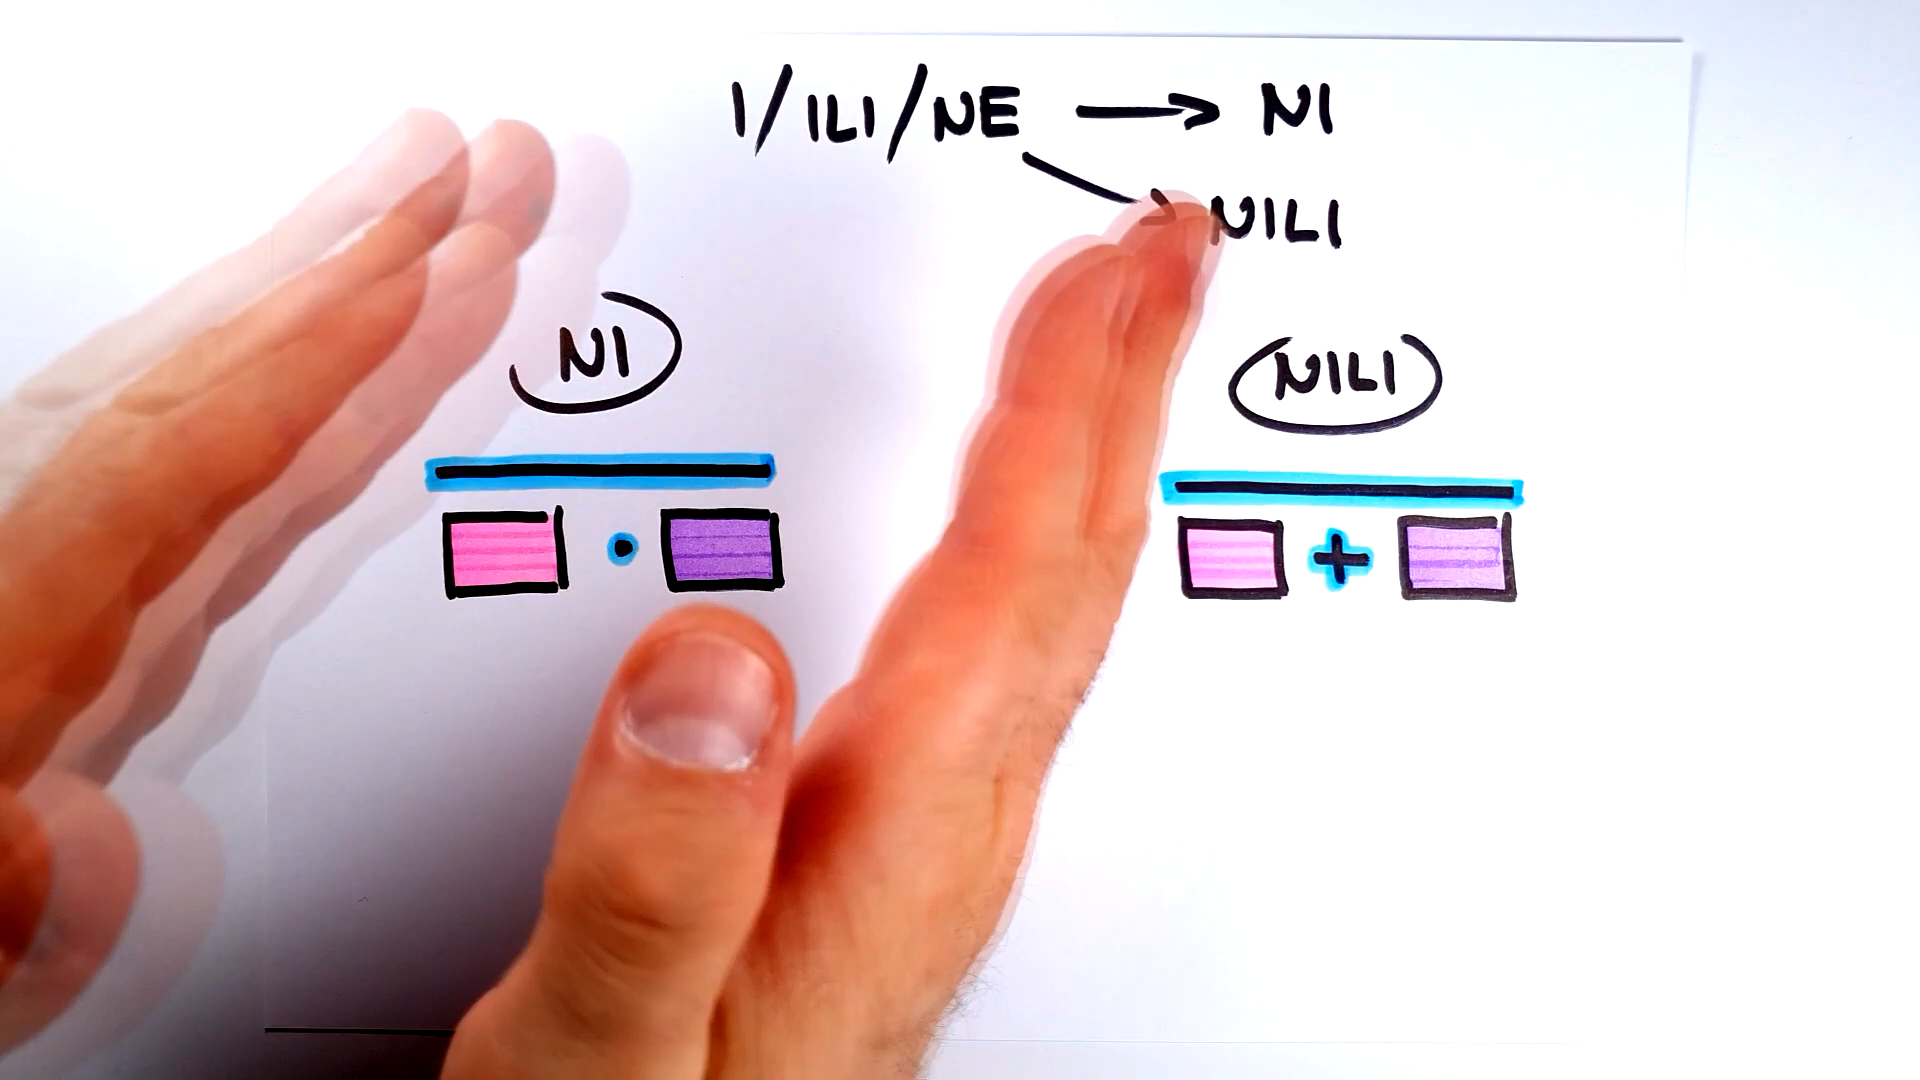 I/ILI/NE → NI
NILI
NI
NILI
·
+